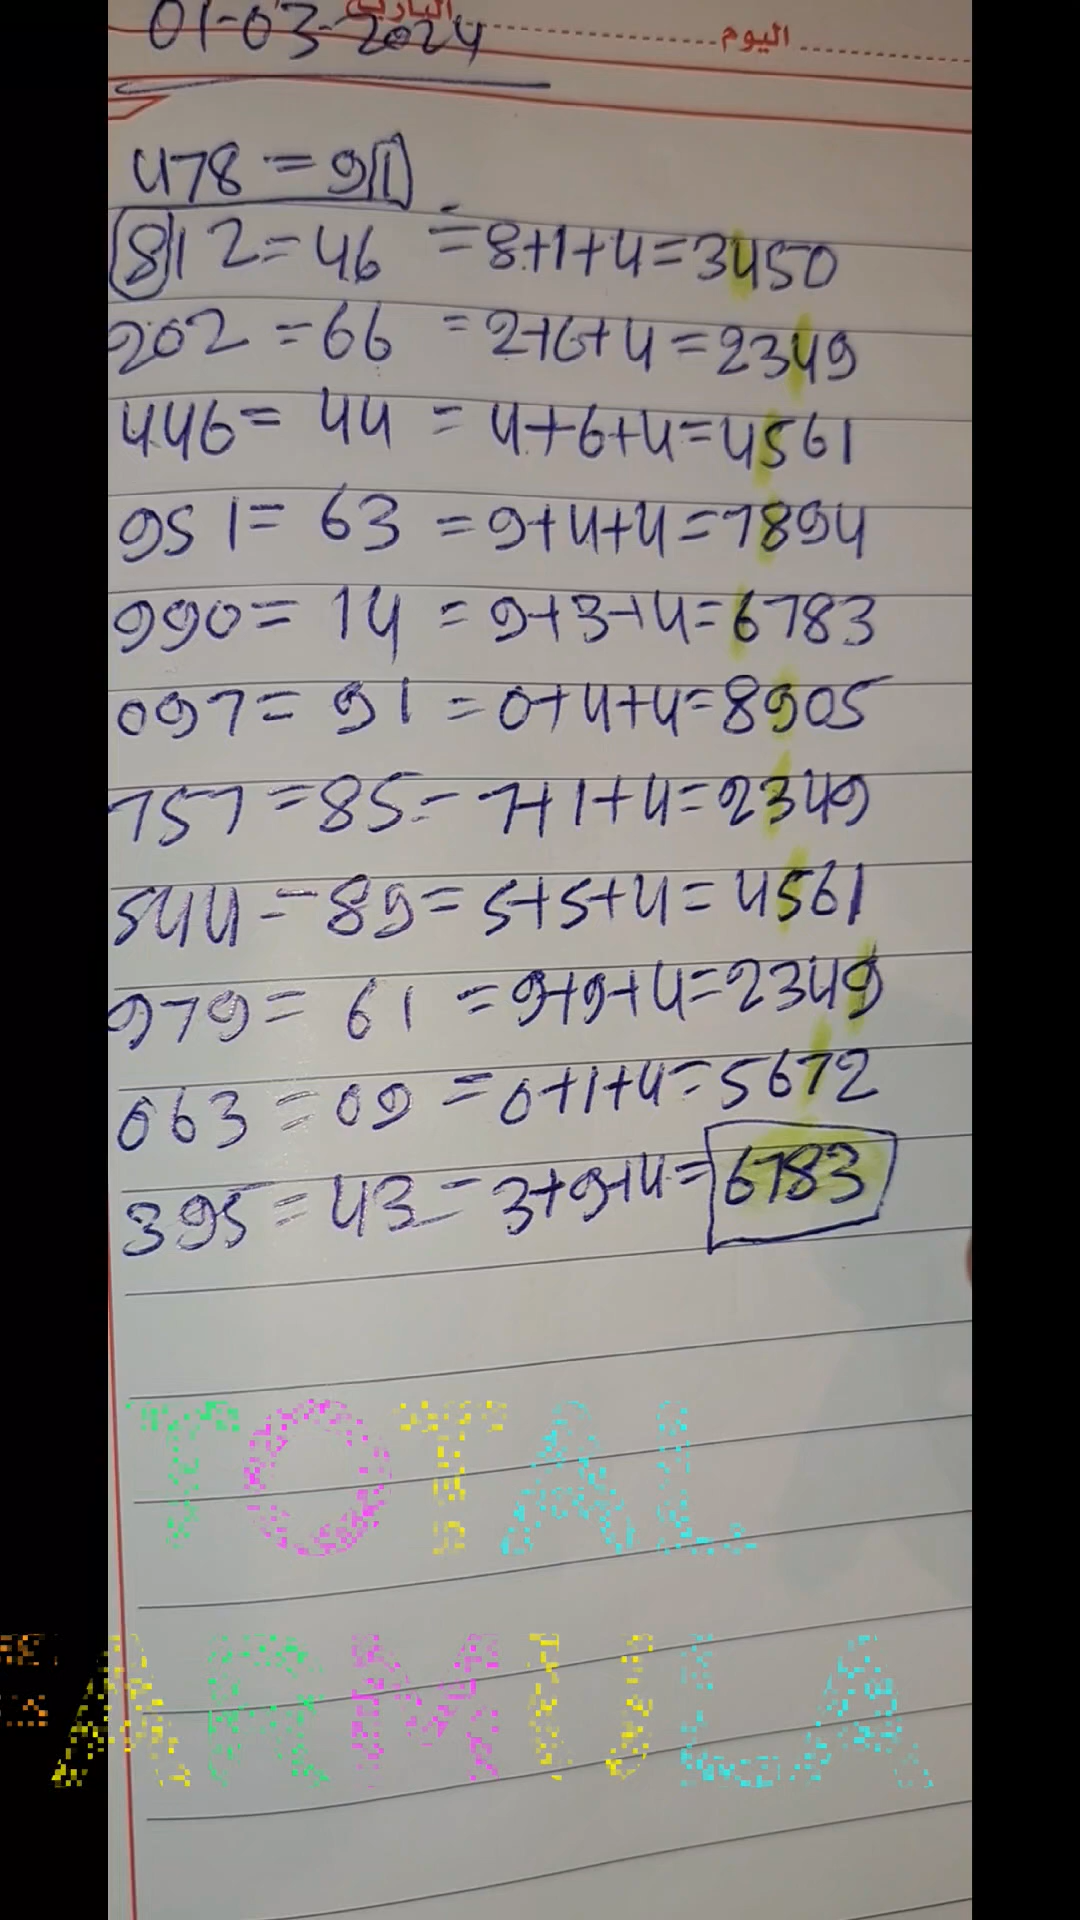 التاريخ اليوم
01-03-2024
478 = 91
812 = 46 = 8+1+4 = 3450
202 = 66 = 2+6+4 = 2349
446 = 44 = 4+6+4 = 4561
951 = 63 = 9+4+4 = 7894
990 = 14 = 9+3+4 = 6783
097 = 91 = 0+4+4 = 8905
757 = 85 = 7+1+4 = 2349
544 = 89 = 5+5+4 = 4561
979 = 61 = 9+9+4 = 2349
063 = 09 = 0+1+4 = 5672
395 = 43 = 3+9+4 = 6783
TOTAL
FARMULA